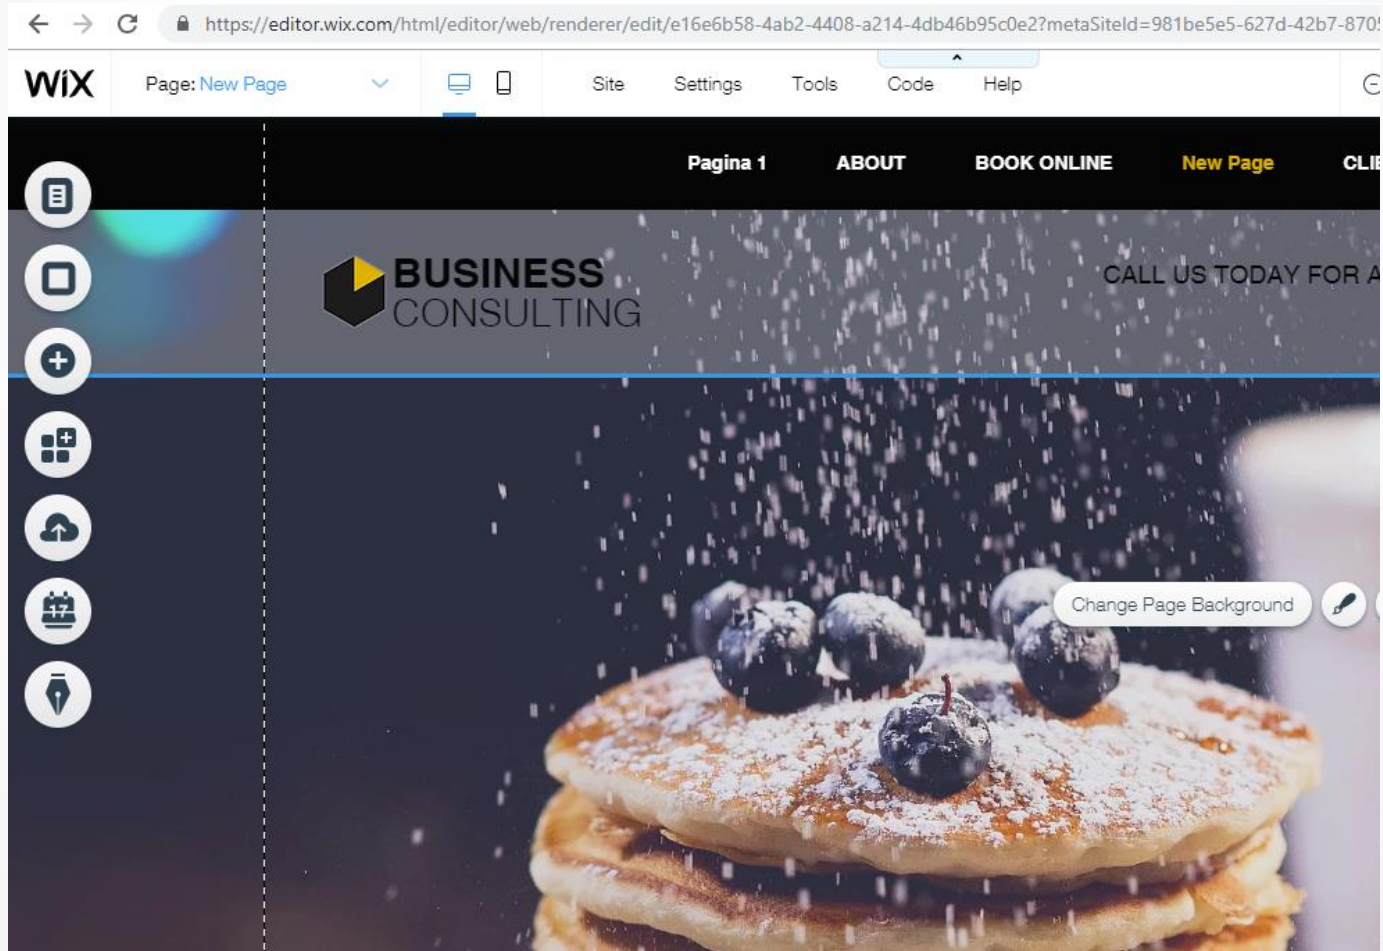 https://editor.wix.com/html/editor/web/renderer/edit/e16e6b58-4ab2-4408-a214-4db46b95c0e2?metaSiteId=981be5e5-627d-42b7-8705
WiX Page: New Page Site Settings Tools Code Help
Pagina 1 ABOUT BOOK ONLINE New Page CLIE
BUSINESS
CONSULTING
CALL US TODAY FOR A
17
Change Page Background